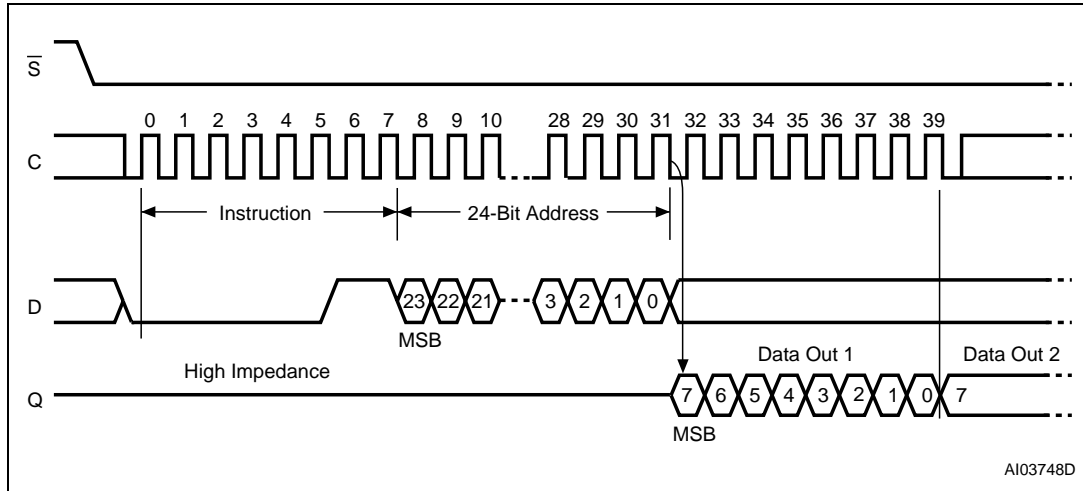 S
0 1 2 3 4 5 6 7 8 9 10 28 29 30 31 32 33 34 35 36 37 38 39
C
Instruction 24-Bit Address
D 23 22 21 3 2 1 0
MSB
High Impedance Data Out 1 Data Out 2
Q 7 6 5 4 3 2 1 0 7
MSB
AI03748D